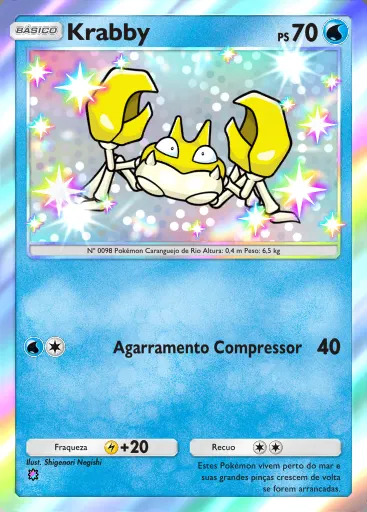 BÁSICO Krabby PS 70
Nº 0098 Pokémon Caranguejo de Rio Altura: 0,4 m Peso: 6,5 kg
Agarramento Compressor 40
Fraqueza +20 Recuo
Ilust. Shigenori Negishi
Estes Pokémon vivem perto do mar e
suas grandes pinças crescem de volta
se forem arrancadas.